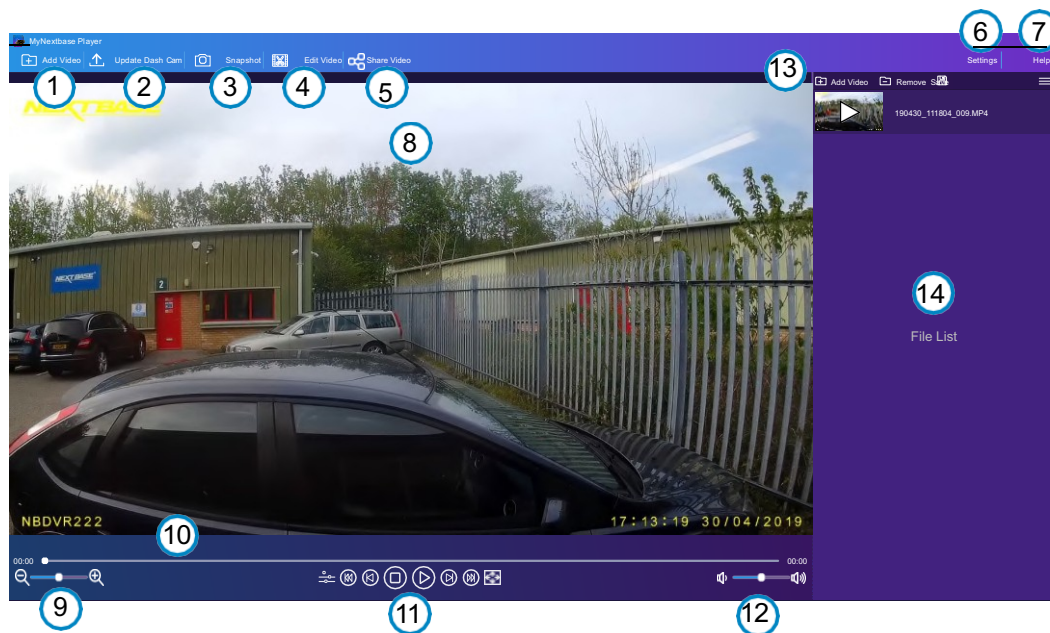 6 7
MyNextbase Player
Add Video Update Dash Cam Snapshot Edit Video Share Video Settings Help
1 2 3 4 5 13
Add Video Remove
NEXTBASE
190430_111804_009.MP4
8
NEXTBASE
2
14
File List
NBDVR222 17:13:19 30/04/2019
10
00:00 00:00
9 11 12